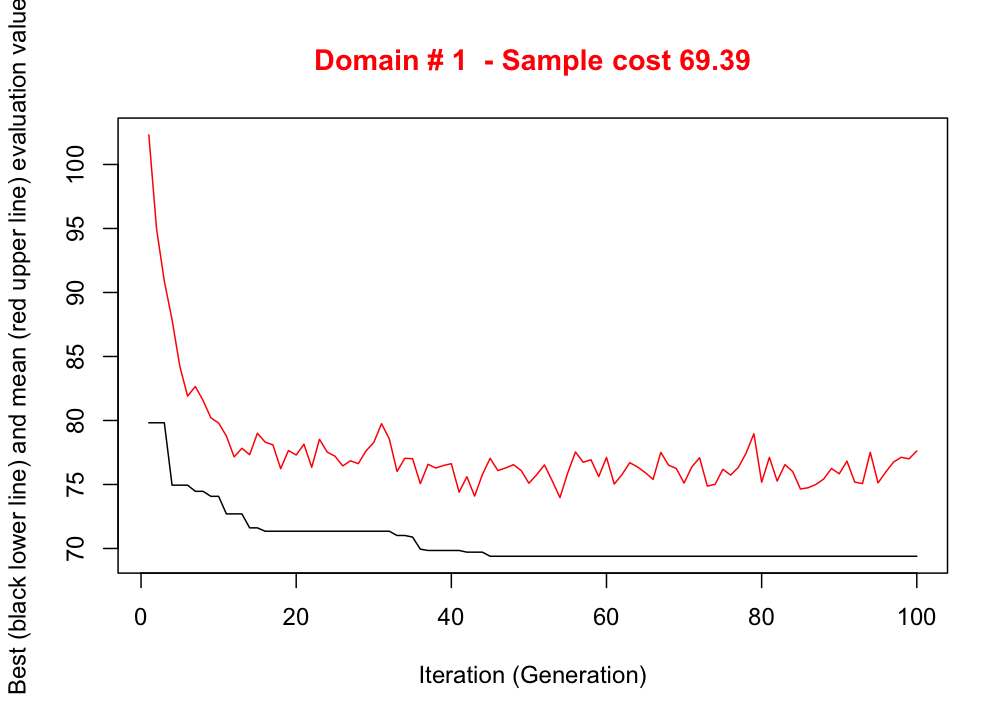 Domain # 1  - Sample cost 69.39
Best (black lower line) and mean (red upper line) evaluation value
100
95
90
85
80
75
70
0 20 40 60 80 100
Iteration (Generation)